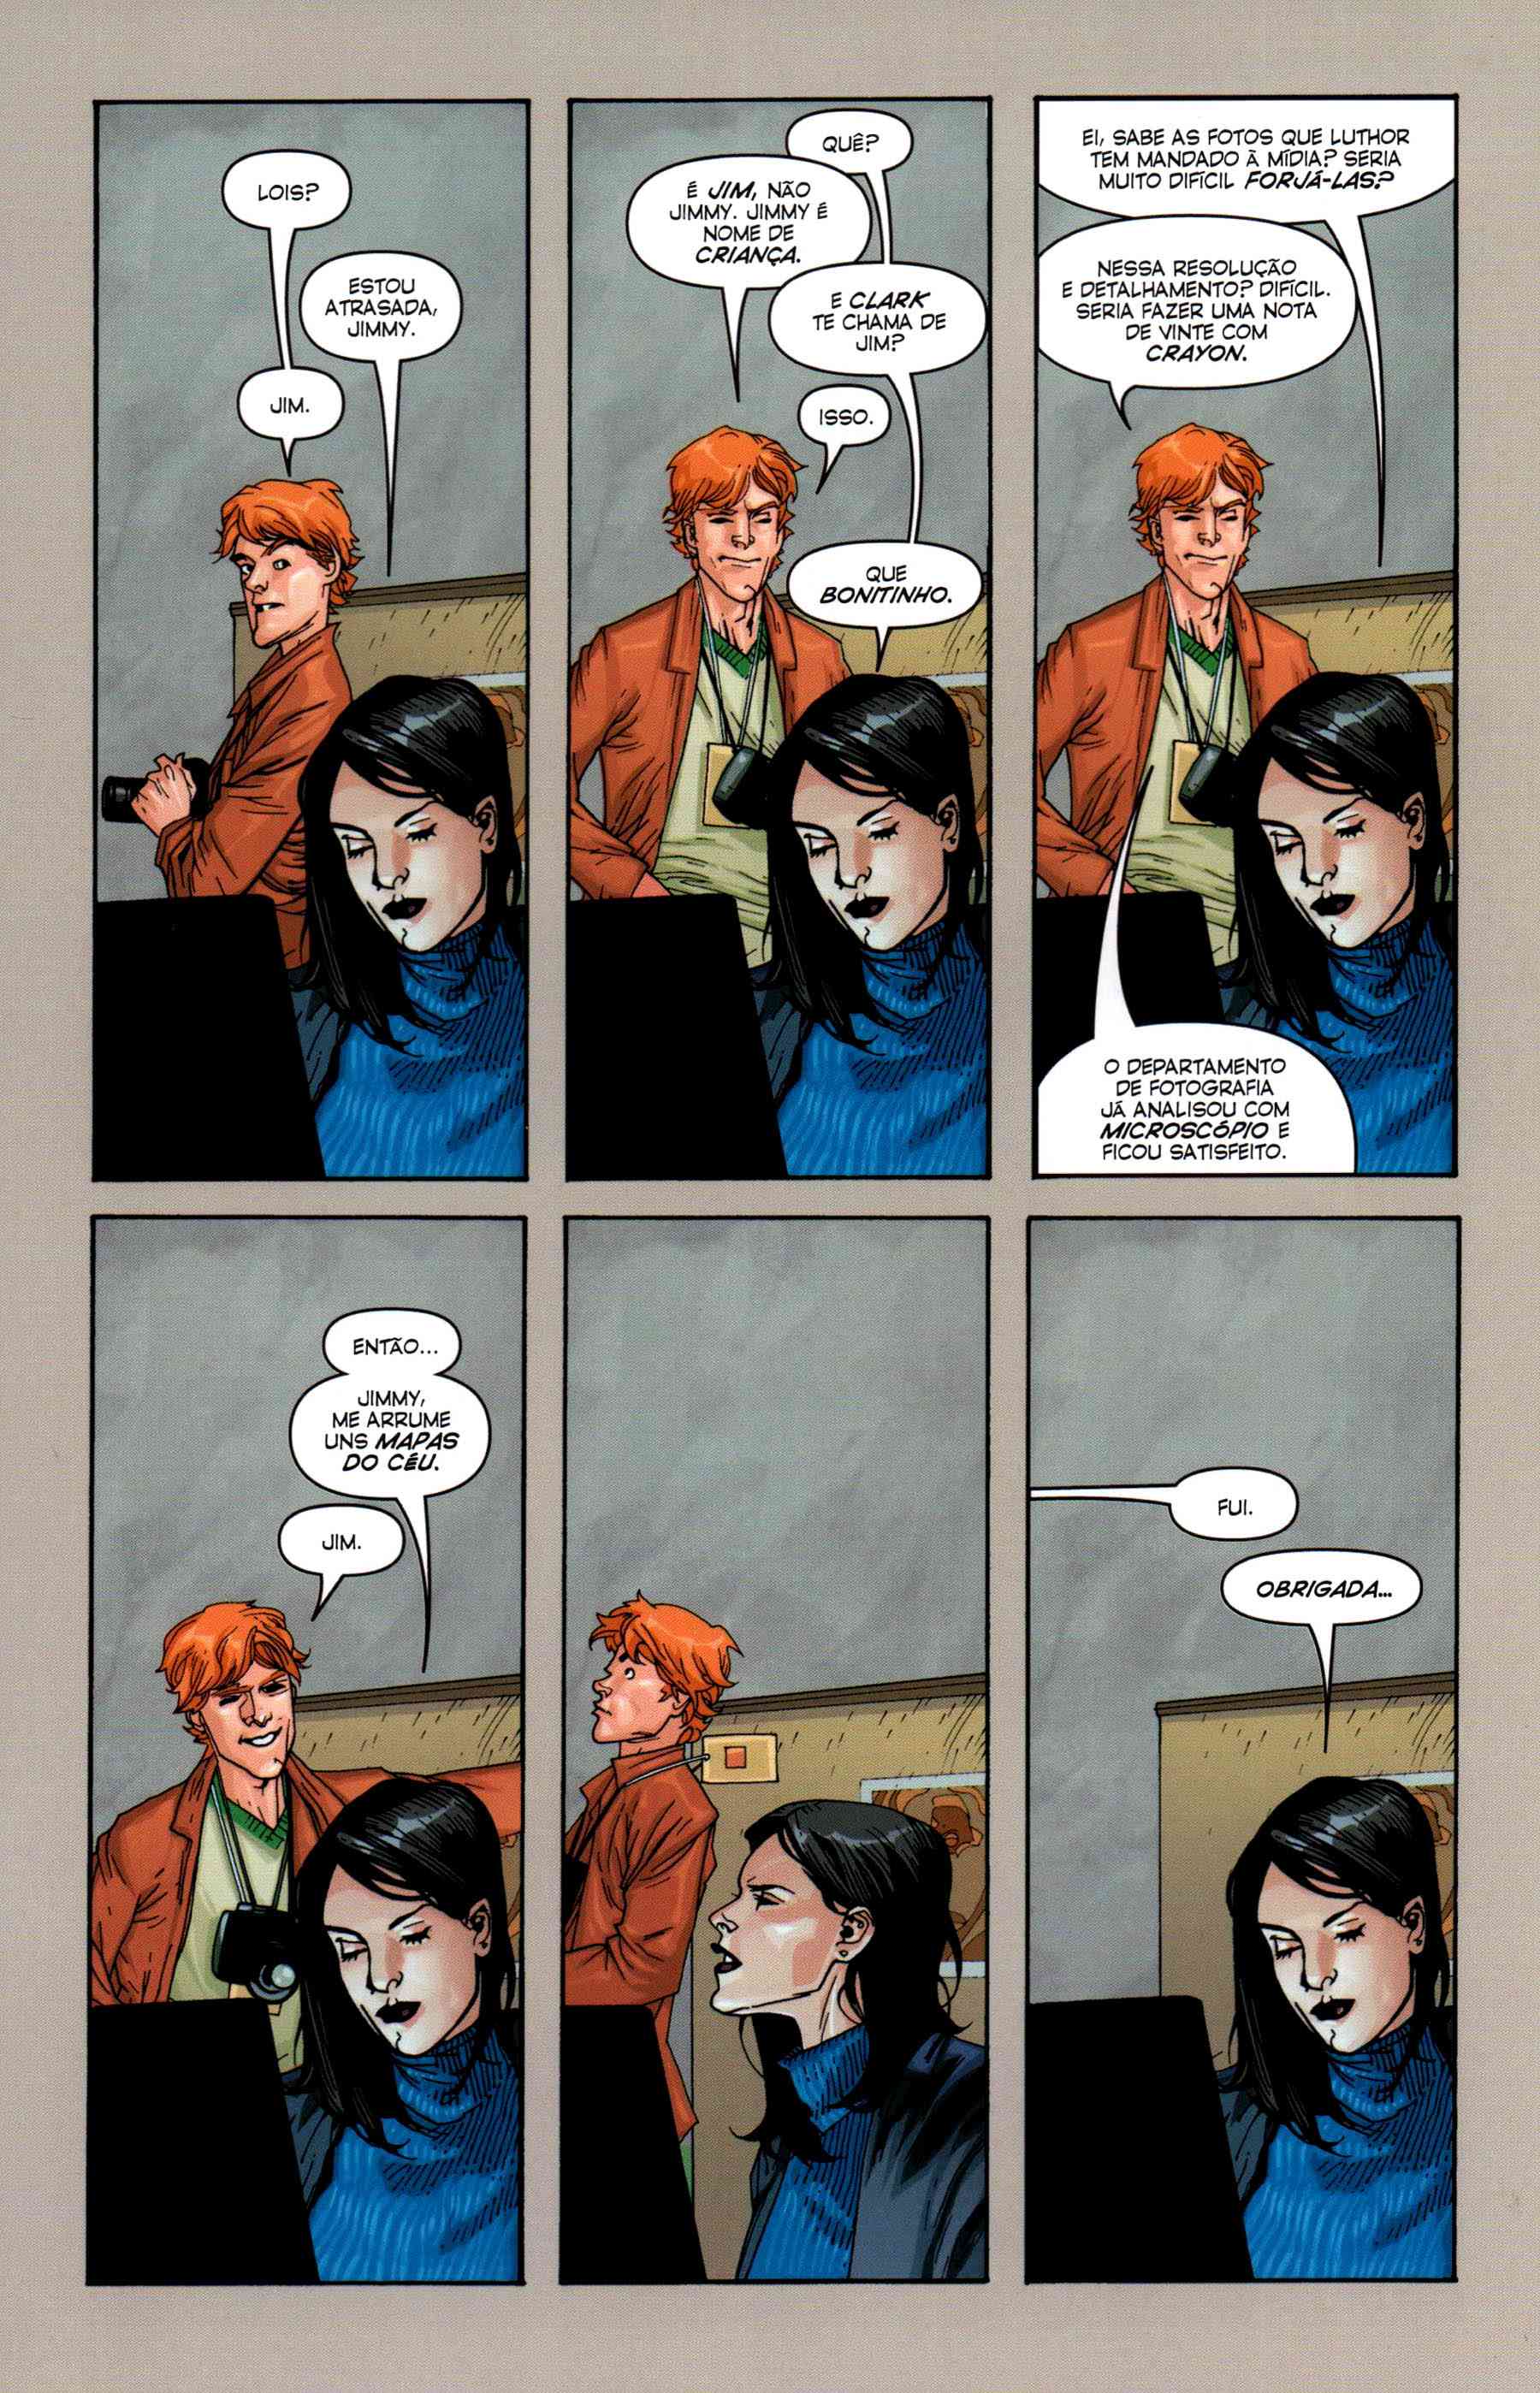 LOIS?
ESTOU
ATRASADA,
JIMMY.
JIM.
QUÊ?
É JIM, NÃO
JIMMY. JIMMY É
NOME DE
CRIANÇA.
E CLARK
TE CHAMA DE
JIM?
ISSO.
QUE
BONITINHO.
EI, SABE AS FOTOS QUE LUTHOR
TEM MANDADO À MÍDIA? SERIA
MUITO DIFÍCIL FORJÁ-LAS?
NESSA RESOLUÇÃO
E DETALHAMENTO? DIFÍCIL.
SERIA FAZER UMA NOTA
DE VINTE COM
CRAYON.
O DEPARTAMENTO
DE FOTOGRAFIA
JÁ ANALISOU COM
MICROSCÓPIO E
FICOU SATISFEITO.
ENTÃO...
JIMMY,
ME ARRUME
UNS MAPAS
DO CÉU.
JIM.
FUI.
OBRIGADA...